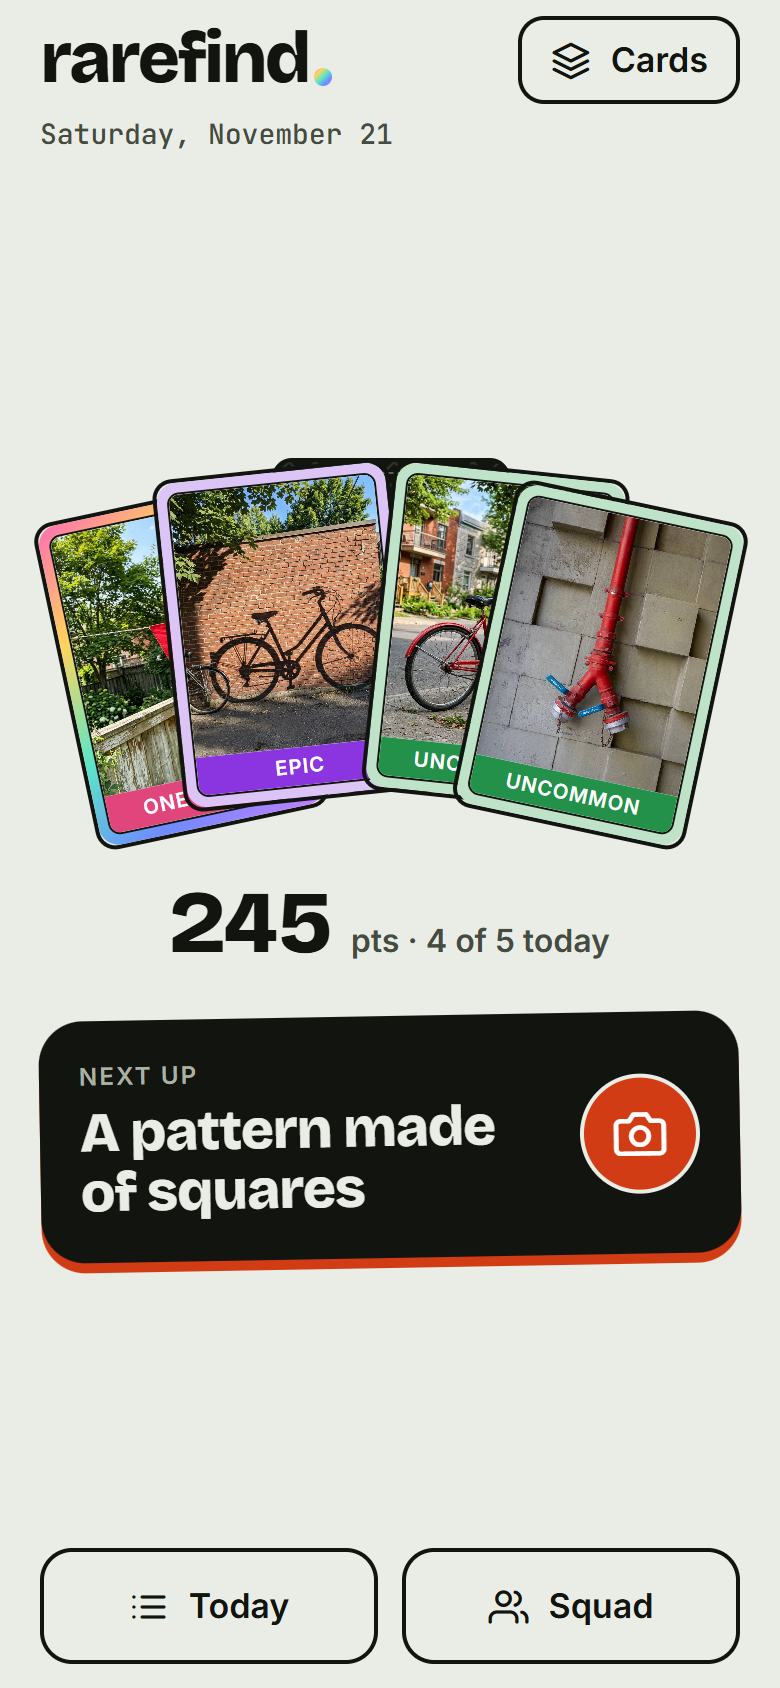 rarefind.
Cards
Saturday, November 21
EPIC
UNCOMMON
245 pts · 4 of 5 today
NEXT UP
A pattern made
of squares
Today
Squad